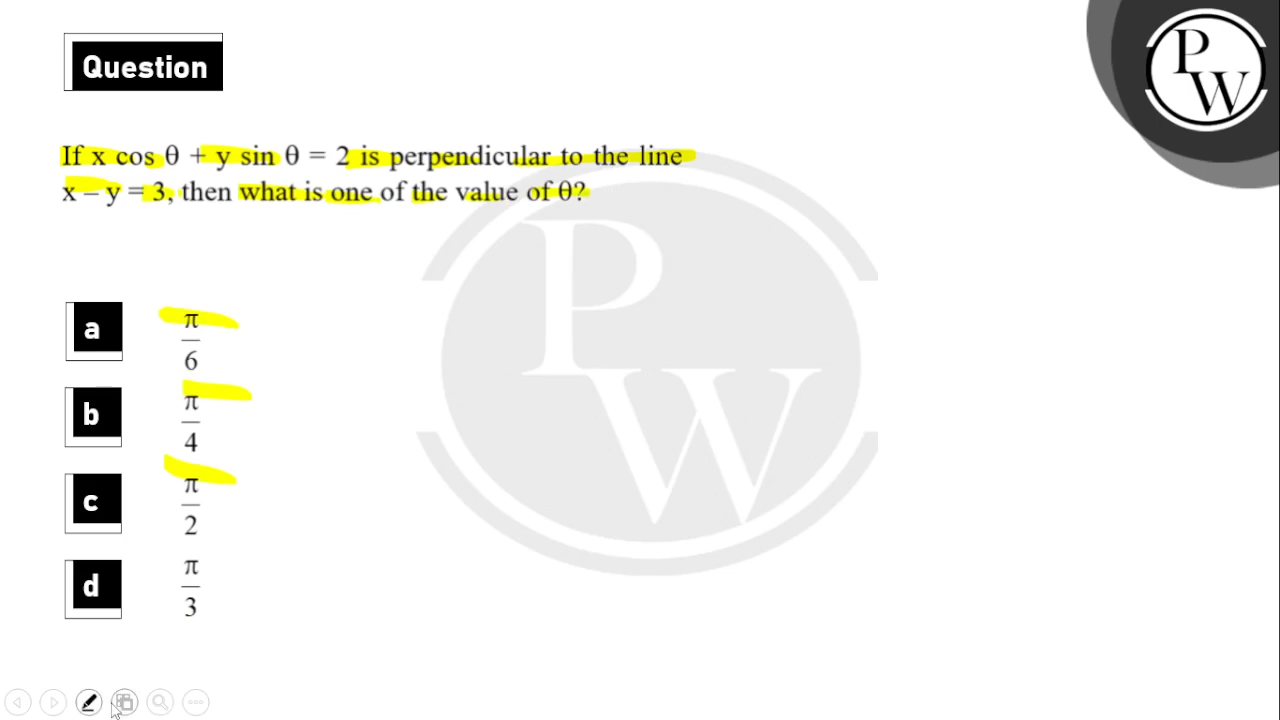 Question
P
W
If x cos θ + y sin θ = 2 is perpendicular to the line
x – y = 3, then what is one of the value of θ?
P
W
a
π
6
b
π
4
c
π
2
d
π
3